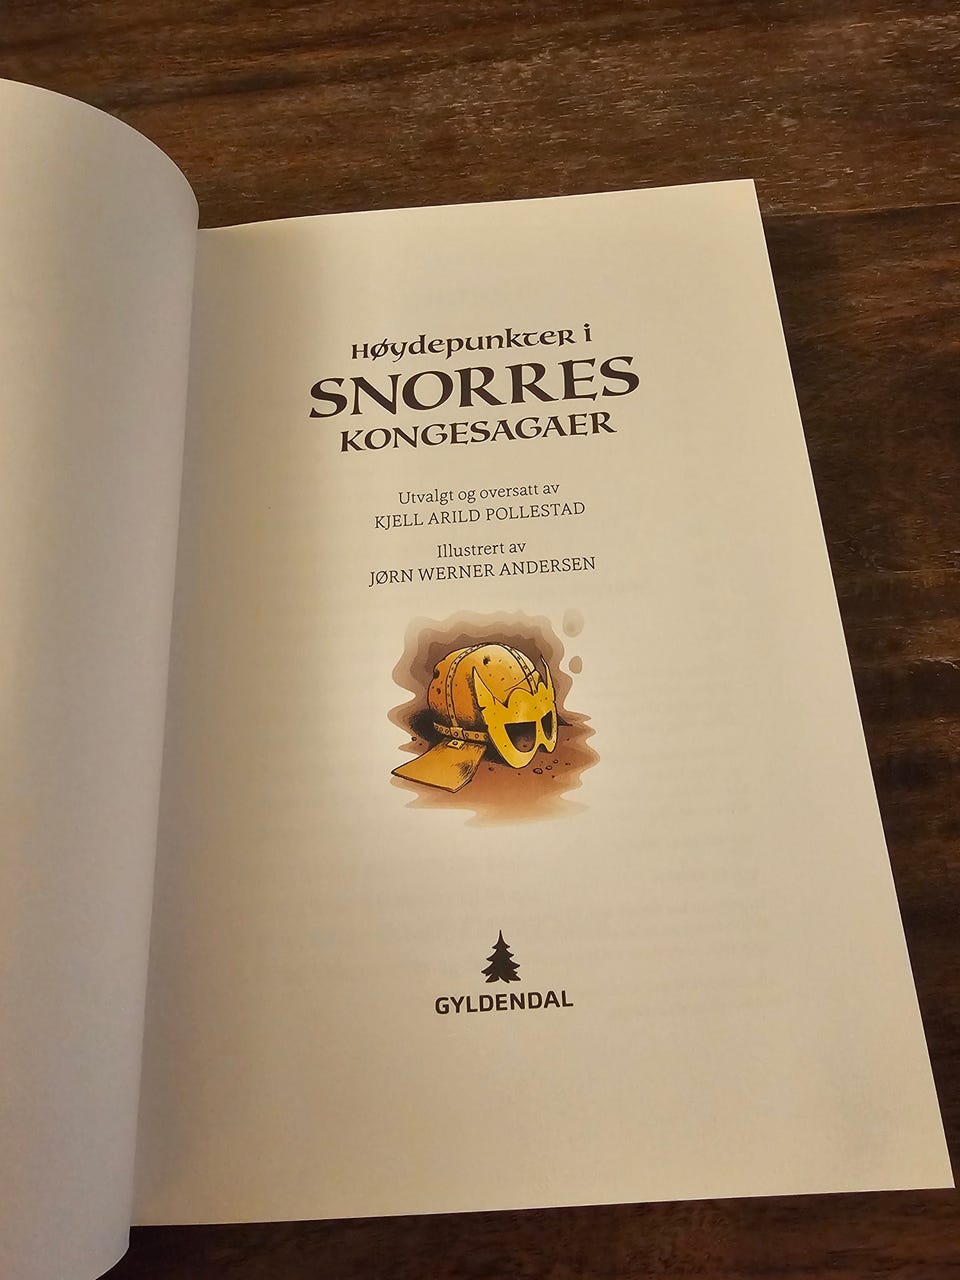 Høydepunkter i
SNORRES
KONGESAGAER
Utvalgt og oversatt av
KJELL ARILD POLLESTAD
Illustrert av
JØRN WERNER ANDERSEN
GYLDENDAL